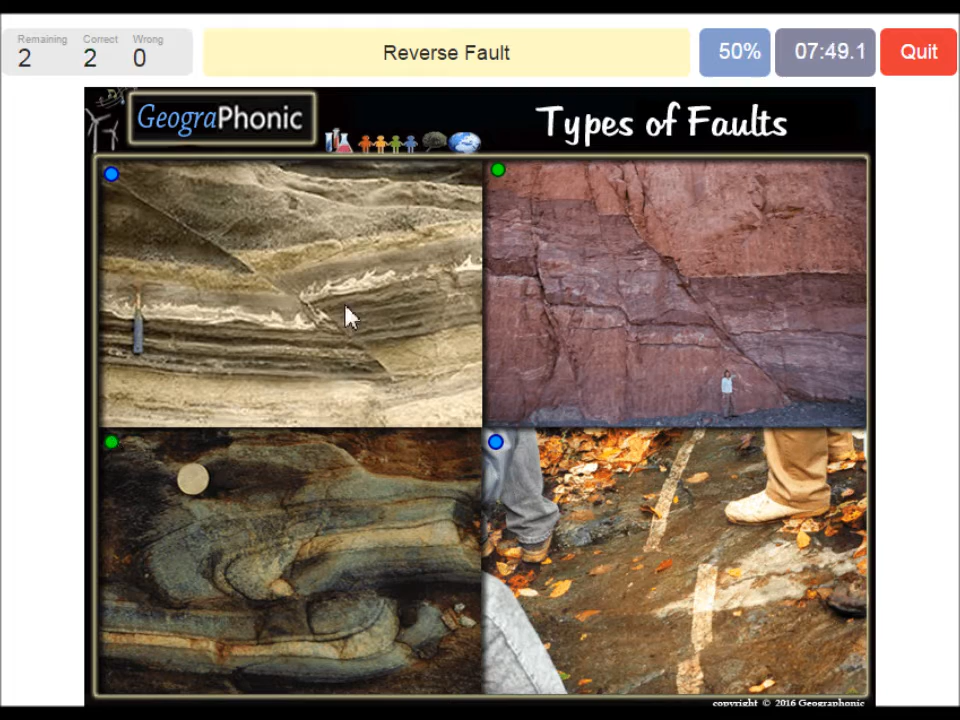 Remaining Correct Wrong
2 2 0
Reverse Fault
50%
07:49.1
Quit
GeograPhonic
Types of Faults
copyright © 2016 Geographonic